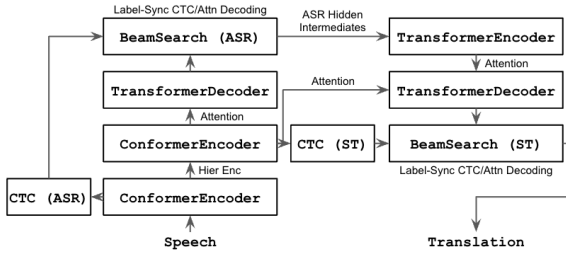 Label-Sync CTC/Attn Decoding
BeamSearch (ASR)
ASR Hidden
Intermediates
TransformerEncoder
Attention
TransformerDecoder
Attention
TransformerDecoder
Attention
ConformerEncoder
CTC (ST)
BeamSearch (ST)
Hier Enc
Label-Sync CTC/Attn Decoding
CTC (ASR)
ConformerEncoder
Speech
Translation